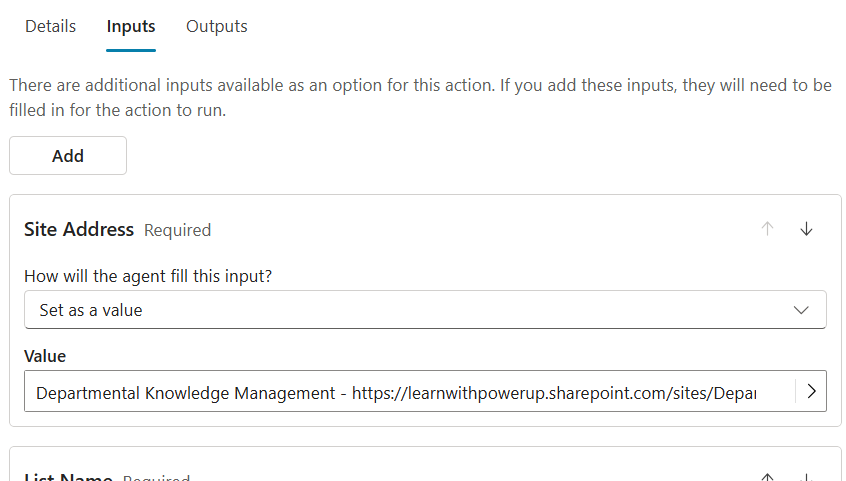 Details Inputs Outputs
There are additional inputs available as an option for this action. If you add these inputs, they will need to be
filled in for the action to run.
Add
Site Address Required
How will the agent fill this input?
Set as a value
Value
Departmental Knowledge Management - https://learnwithpowerup.sharepoint.com/sites/Depar
List Name Required